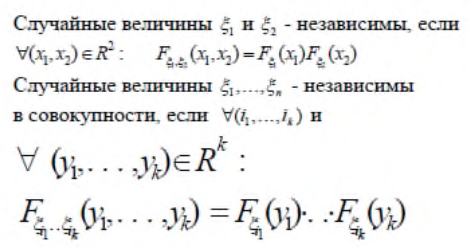 Случайные величины ξ₁ и ξ₂ - независимы, если
∀(x₁,x₂)∈R²: F_{ξ₁,ξ₂}(x₁,x₂)=F_{ξ₁}(x₁)F_{ξ₂}(x₂)
Случайные величины ξ₁,...,ξₙ - независимы
в совокупности, если ∀(i₁,...,iₖ) и
∀ (y₁,...,yₖ)∈Rᵏ:
F_{ξ_{i₁}...ξ_{iₖ}}(y₁,...,yₖ) = F_{ξ_{i₁}}(y₁)·...·F_{ξ_{iₖ}}(yₖ)